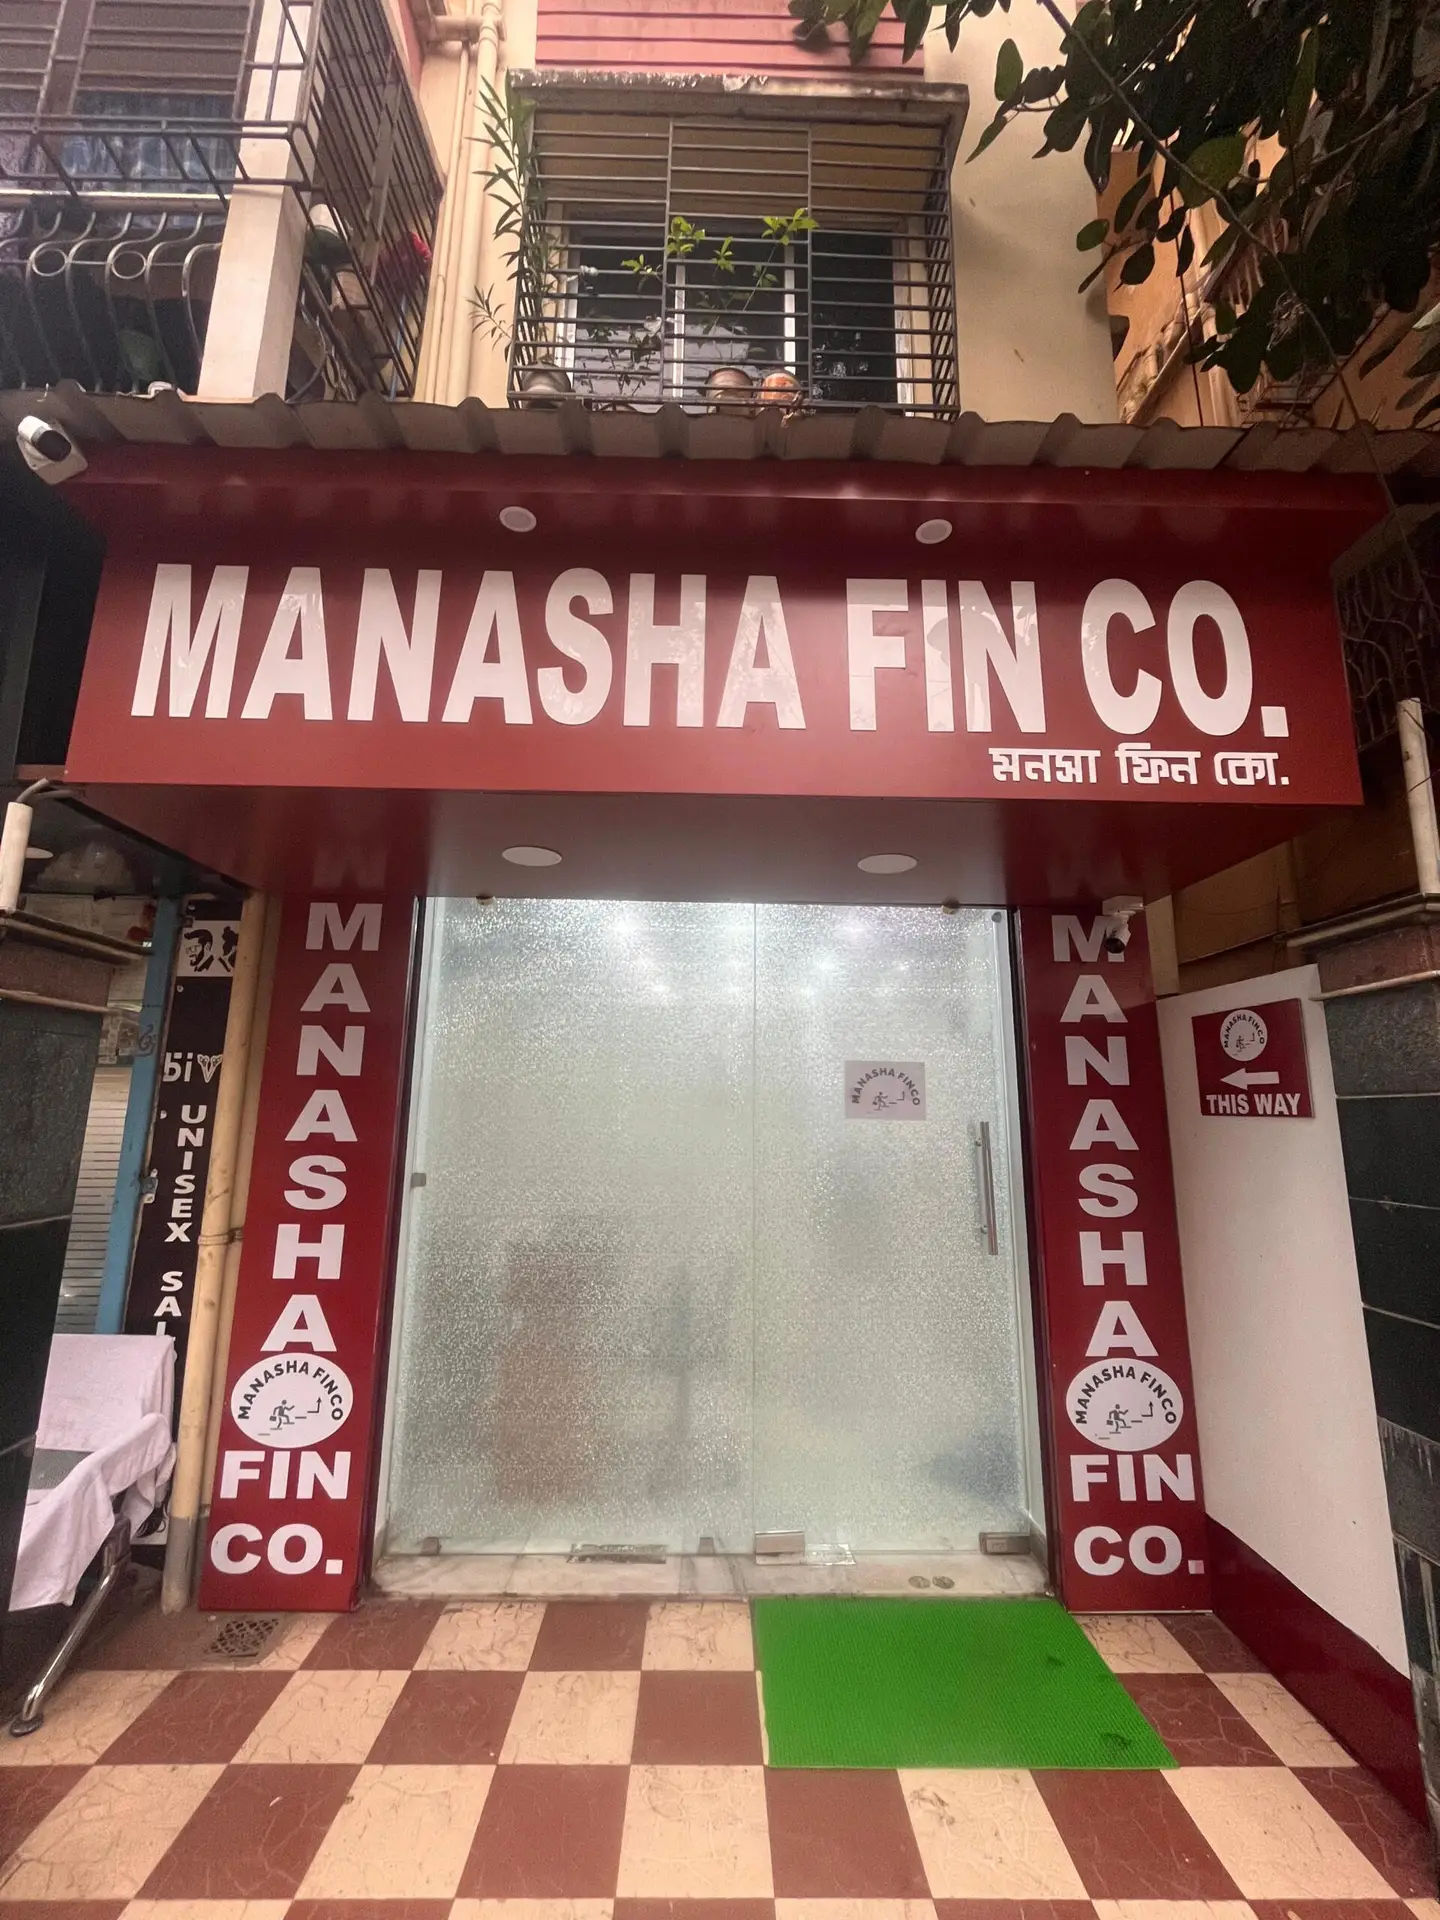 MANASHA FIN CO.
মনসা ফিন কো.
MANASHA
MANASHA FINCO
FIN
CO.
MANASHA FINCO
MANASHA
MANASHA FINCO
FIN
CO.
MANASHA FINCO
THIS WAY
UNISEX